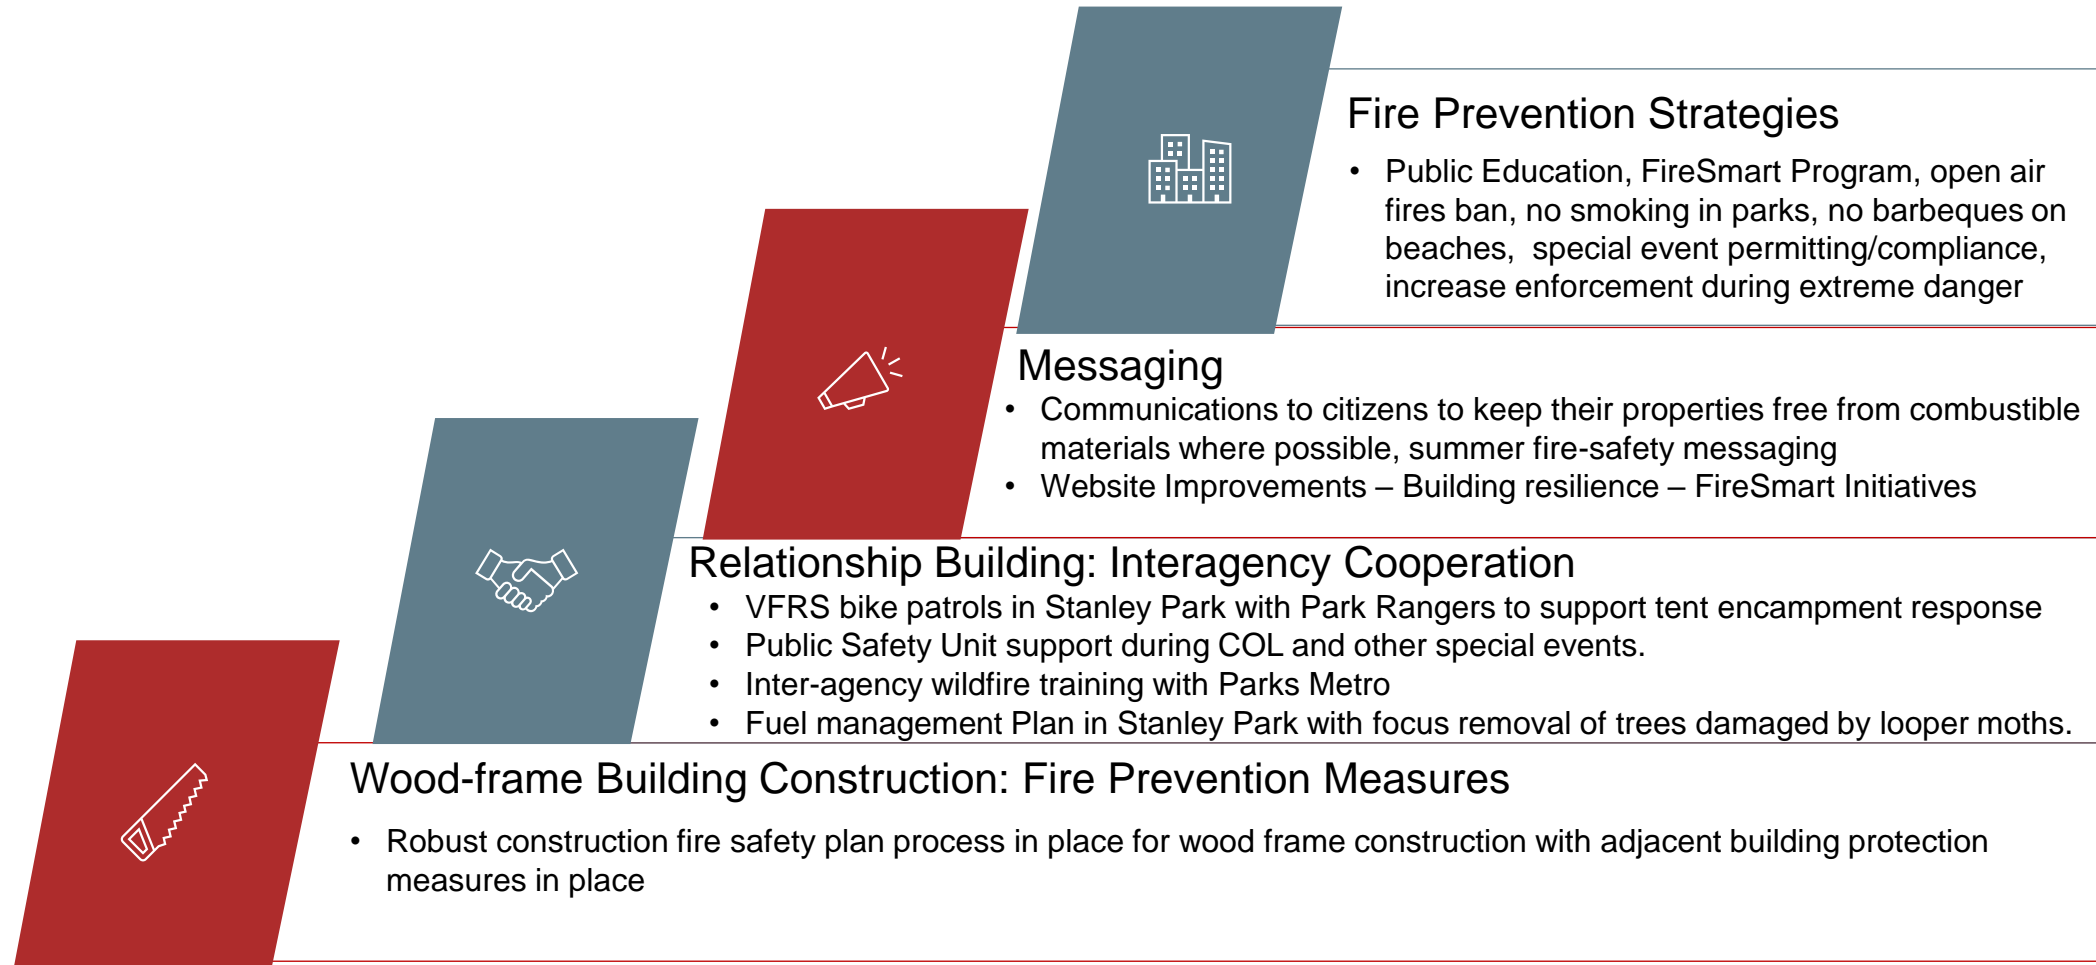 Fire Prevention Strategies
• Public Education, FireSmart Program, open air
fires ban, no smoking in parks, no barbeques on
beaches,  special event permitting/compliance,
increase enforcement during extreme danger
Messaging
• Communications to citizens to keep their properties free from combustible
materials where possible, summer fire-safety messaging
• Website Improvements – Building resilience – FireSmart Initiatives
Relationship Building: Interagency Cooperation
• VFRS bike patrols in Stanley Park with Park Rangers to support tent encampment response
• Public Safety Unit support during COL and other special events.
• Inter-agency wildfire training with Parks Metro
• Fuel management Plan in Stanley Park with focus removal of trees damaged by looper moths.
Wood-frame Building Construction: Fire Prevention Measures
• Robust construction fire safety plan process in place for wood frame construction with adjacent building protection
measures in place